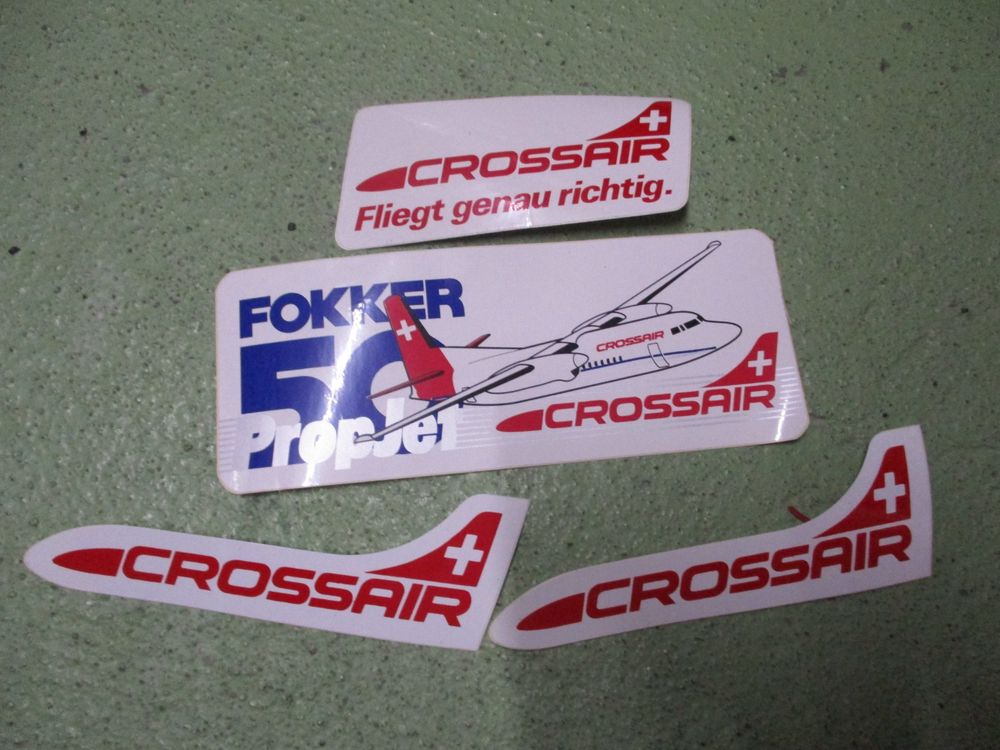 CROSSAIR
Fliegt genau richtig.
FOKKER
50
PropJet
CROSSAIR
CROSSAIR
CROSSAIR
CROSSAIR